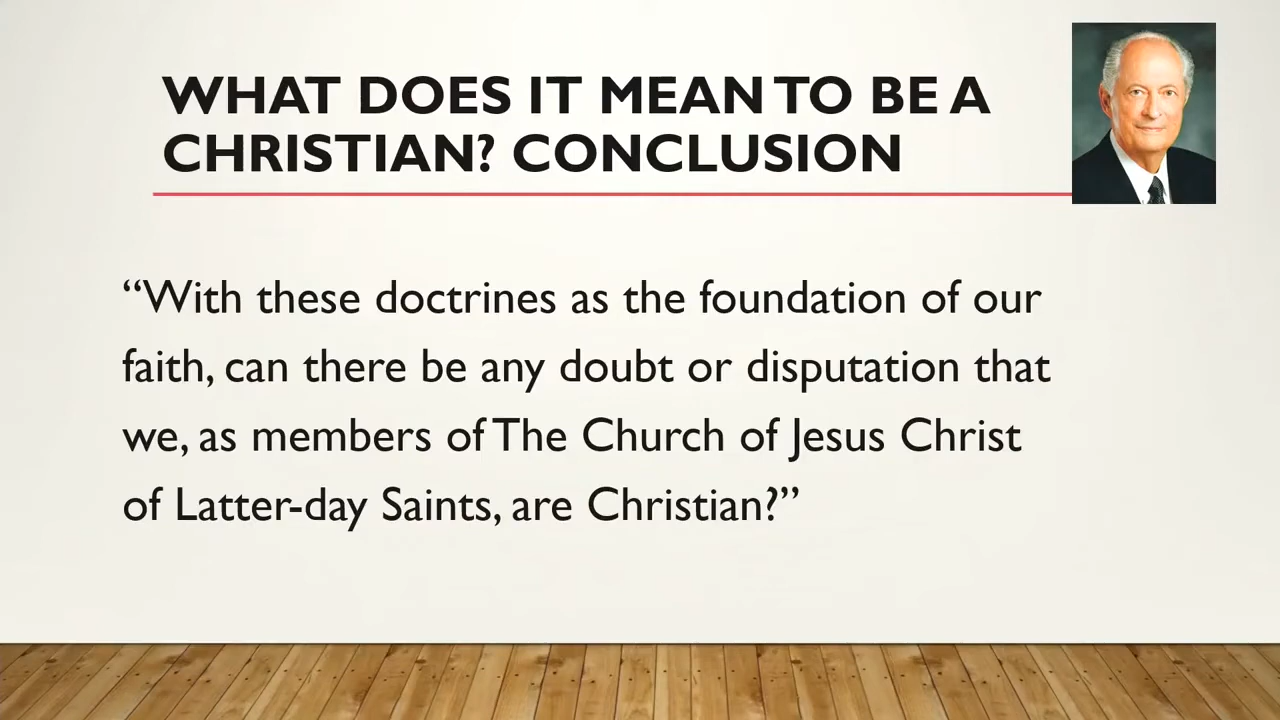 WHAT DOES IT MEAN TO BE A
CHRISTIAN? CONCLUSION
“With these doctrines as the foundation of our
faith, can there be any doubt or disputation that
we, as members of The Church of Jesus Christ
of Latter-day Saints, are Christian?”